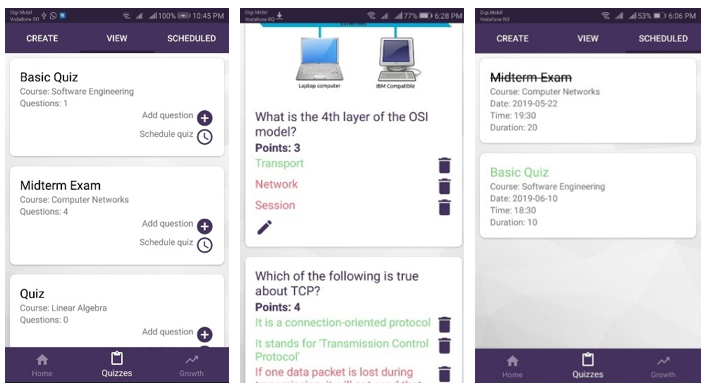 Digi.Mobil
Vodafone RO
100% 10:45 PM
CREATE VIEW SCHEDULED
Basic Quiz
Course: Software Engineering
Questions: 1
Add question
Schedule quiz
Midterm Exam
Course: Computer Networks
Questions: 4
Add question
Schedule quiz
Quiz
Course: Linear Algebra
Questions: 0
Add question
Home Quizzes Growth
Digi.Mobil
Vodafone RO
77% 6:28 PM
Ethernet
Laptop computer IBM Compatible
What is the 4th layer of the OSI
model?
Points: 3
Transport
Network
Session
Which of the following is true
about TCP?
Points: 4
It is a connection-oriented protocol
It stands for 'Transmission Control
Protocol'
If one data packet is lost during
Digi.Mobil
Vodafone RO
53% 6:06 PM
CREATE VIEW SCHEDULED
Midterm Exam
Course: Computer Networks
Date: 2019-05-22
Time: 19:30
Duration: 20
Basic Quiz
Course: Software Engineering
Date: 2019-06-10
Time: 18:30
Duration: 10
Home Quizzes Growth